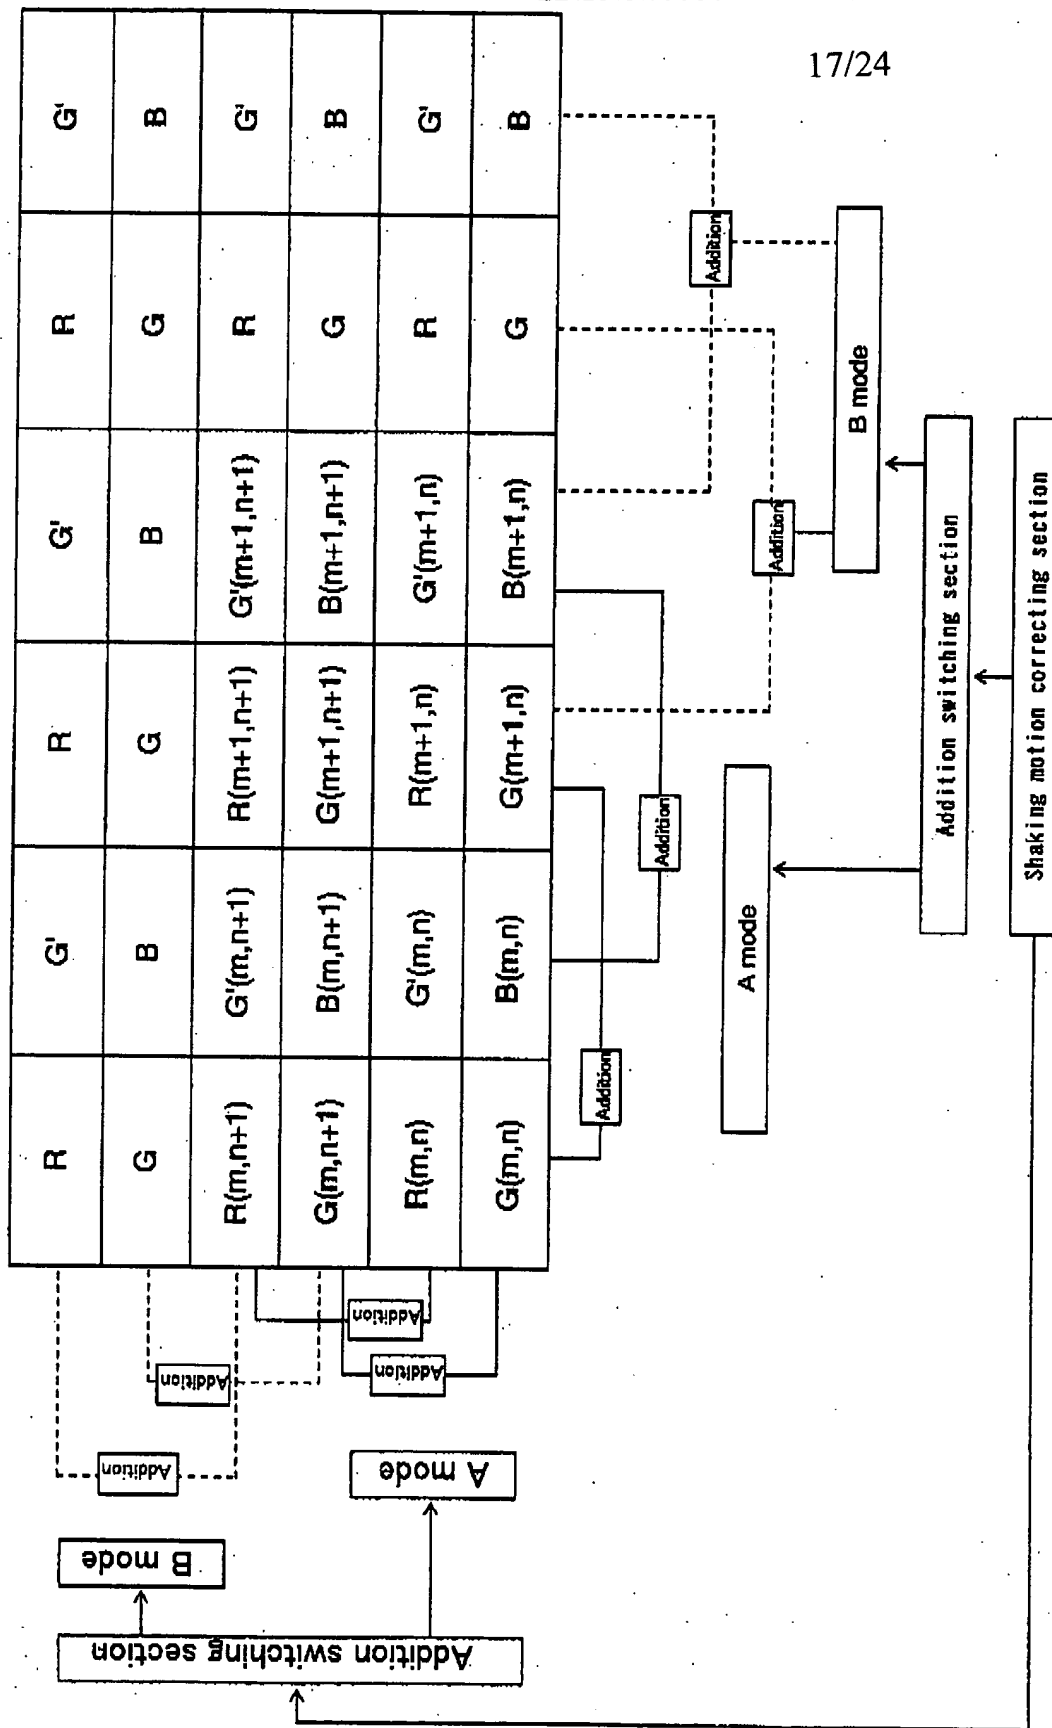 17/24
R G' R G' R G'
G B G B G B
R(m,n+1) G'(m,n+1) R(m+1,n+1) G'(m+1,n+1) R G'
G(m,n+1) B(m,n+1) G(m+1,n+1) B(m+1,n+1) G B
R(m,n) G'(m,n) R(m+1,n) G'(m+1,n) R G'
G(m,n) B(m,n) G(m+1,n) B(m+1,n) G B
Addition
Addition
Addition
Addition
A mode
B mode
Addition switching section
Shaking motion correcting section
Addition
Addition
Addition
Addition
A mode
B mode
Addition switching section